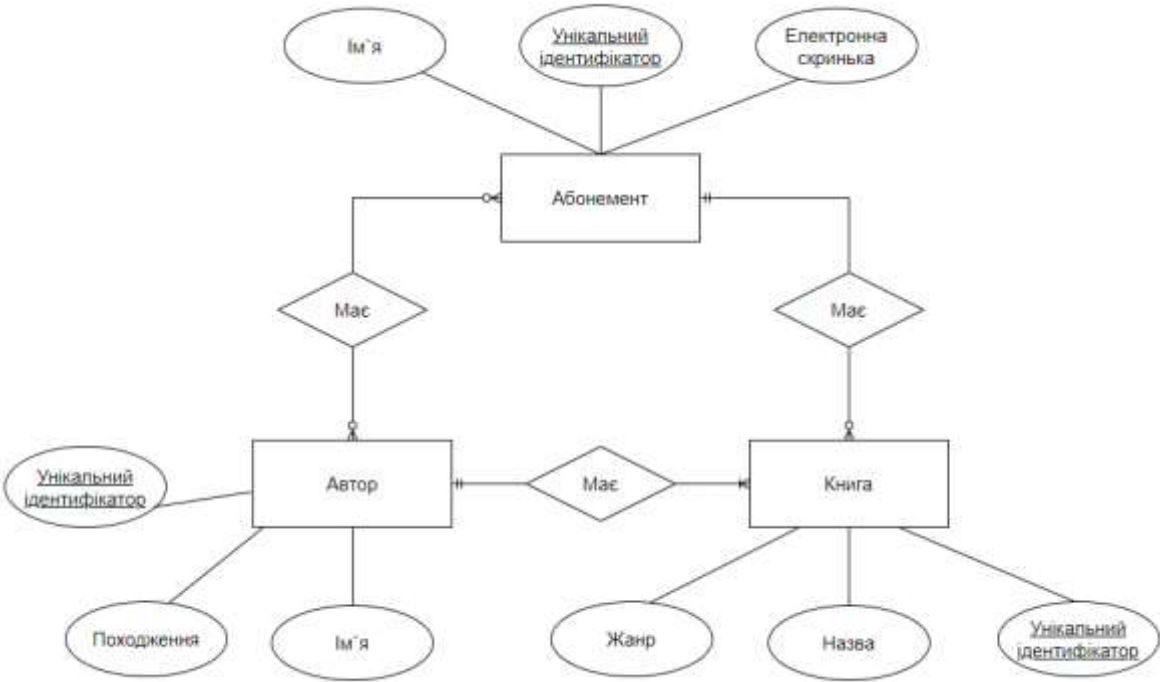 Ім`я
Унікальний
ідентифікатор
Електронна
скринька
Абонемент
Має
Має
Унікальний
ідентифікатор
Автор
Має
Книга
Походження
Ім`я
Жанр
Назва
Унікальний
ідентифікатор